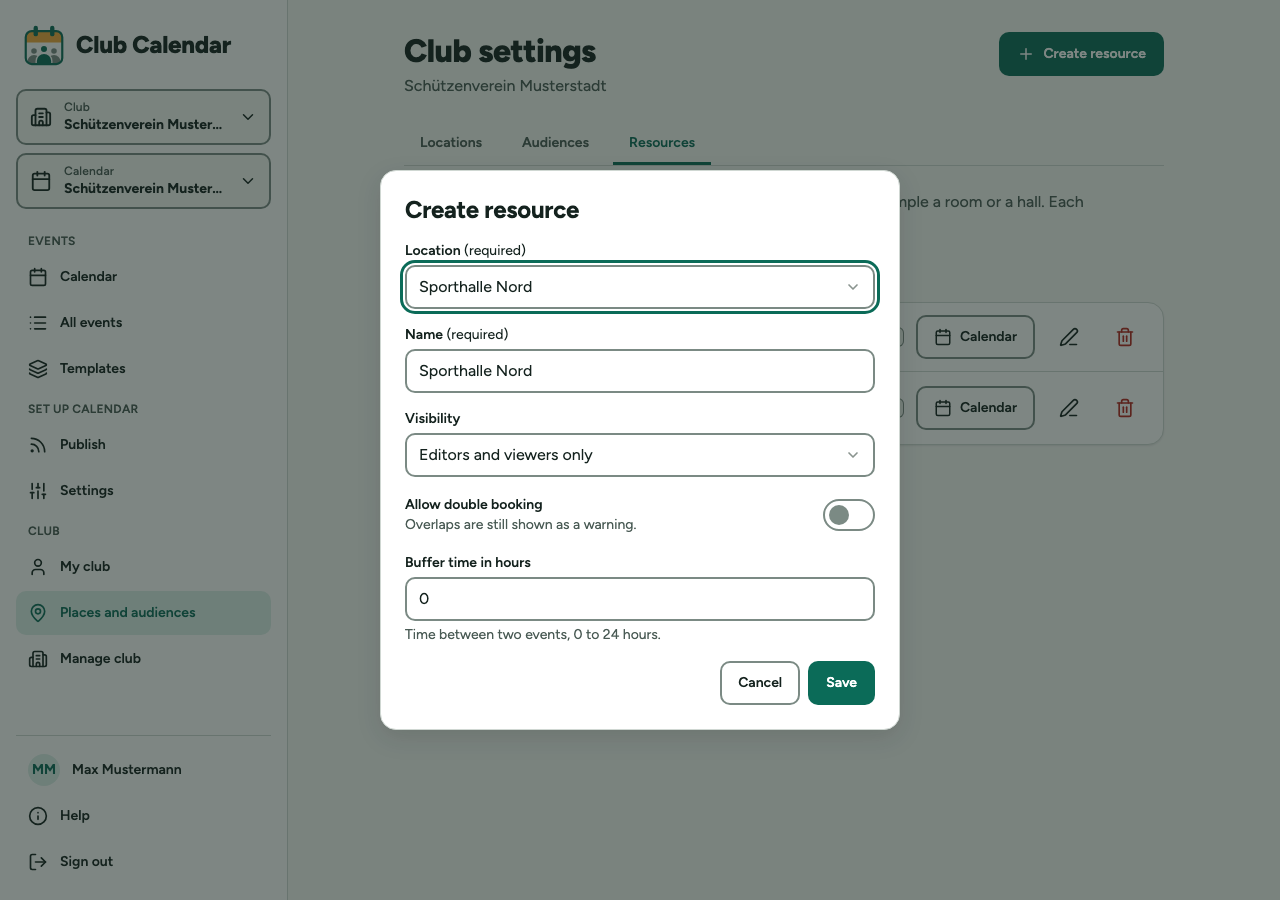 Club Calendar
Club
Schützenverein Muster...
Calendar
Schützenverein Muster...
EVENTS
Calendar
All events
Templates
SET UP CALENDAR
Publish
Settings
CLUB
My club
Places and audiences
Manage club
MM Max Mustermann
Help
Sign out
Club settings
Schützenverein Musterstadt
Create resource
Locations Audiences Resources
a room or a hall. Each
Calendar
Calendar
Create resource
Location (required)
Sporthalle Nord
Name (required)
Sporthalle Nord
Visibility
Editors and viewers only
Allow double booking
Overlaps are still shown as a warning.
Buffer time in hours
0
Time between two events, 0 to 24 hours.
Cancel Save